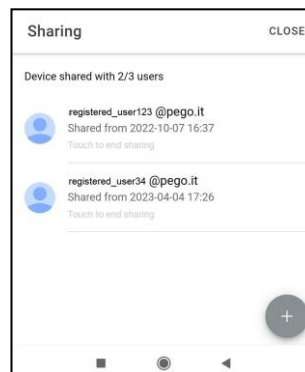 Sharing CLOSE
Device shared with 2/3 users
registered_user123 @pego.it
Shared from 2022-10-07 16:37
Touch to end sharing
registered_user34 @pego.it
Shared from 2023-04-04 17:26
Touch to end sharing
+